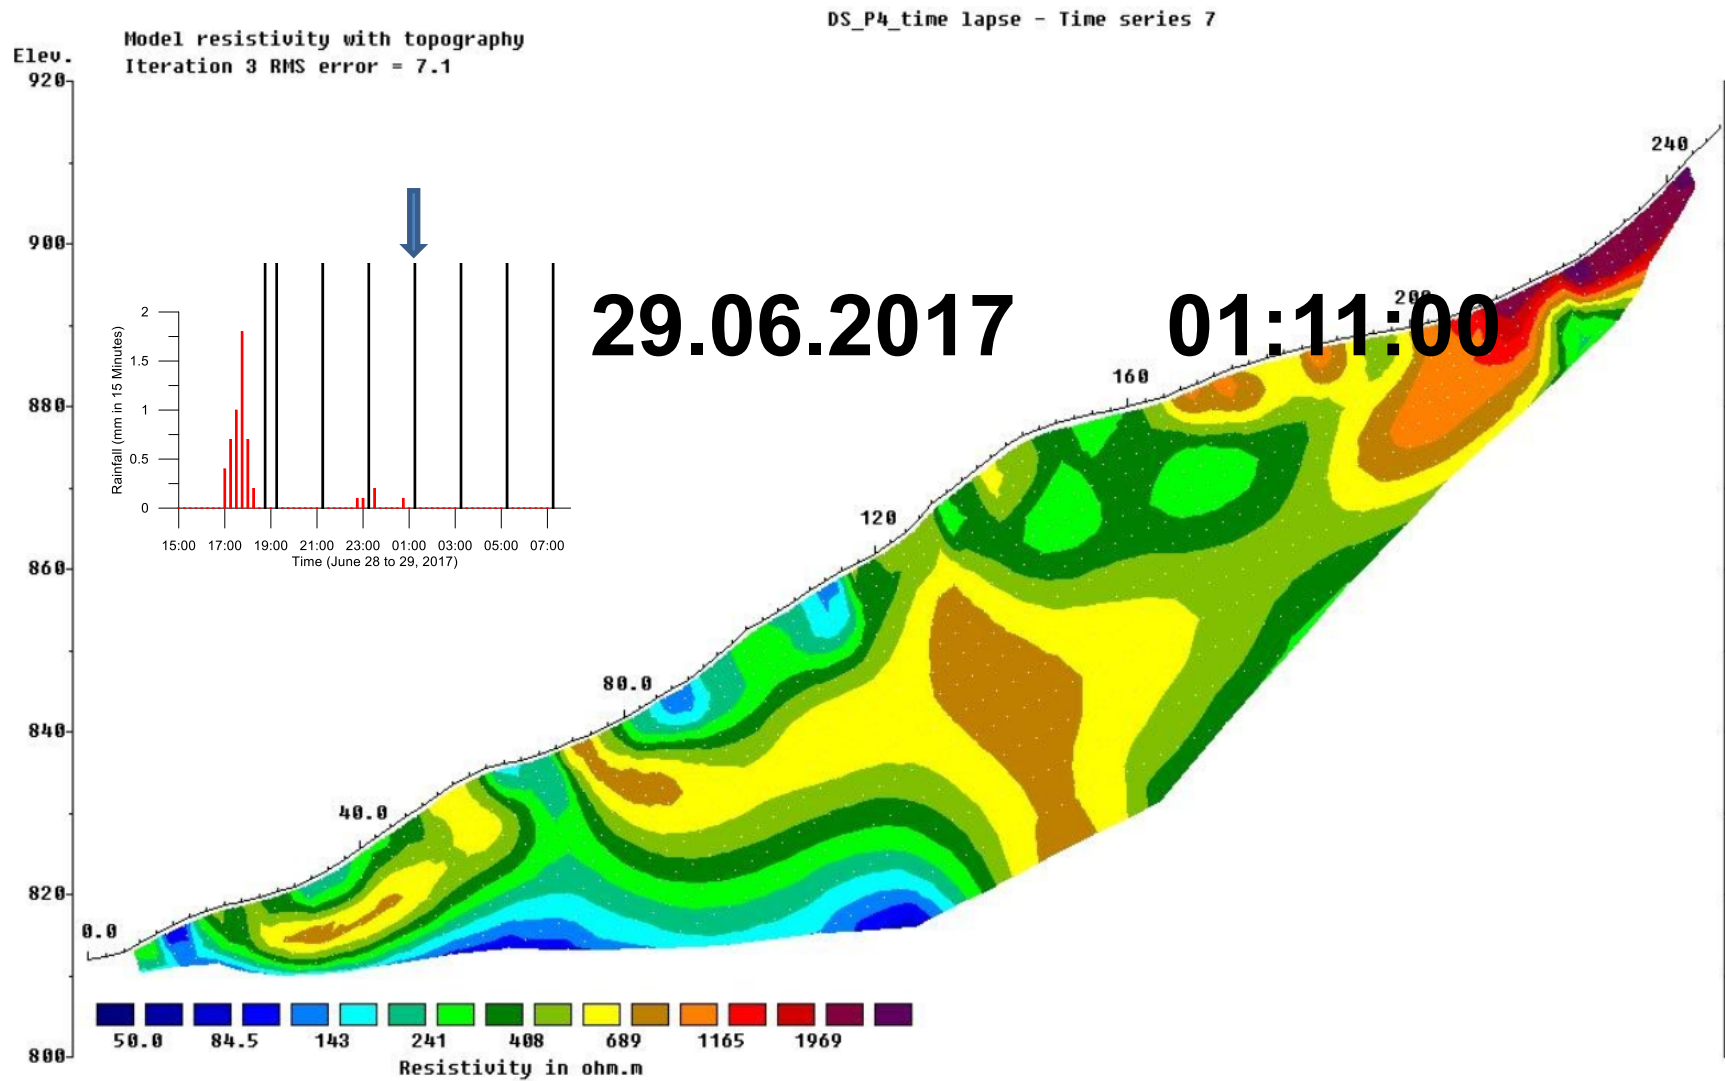 DS_P4_time lapse - Time series 7
Model resistivity with topography
Elev. Iteration 3 RMS error = 7.1
920
240
900
29.06.2017 01:11:00
200
2
1.5
1
0.5
0
Rainfall (mm in 15 Minutes)
15:00 17:00 19:00 21:00 23:00 01:00 03:00 05:00 07:00
Time (June 28 to 29, 2017)
160
880
120
860
80.0
840
40.0
820
0.0
50.0 84.5 143 241 408 689 1165 1969
800
Resistivity in ohm.m